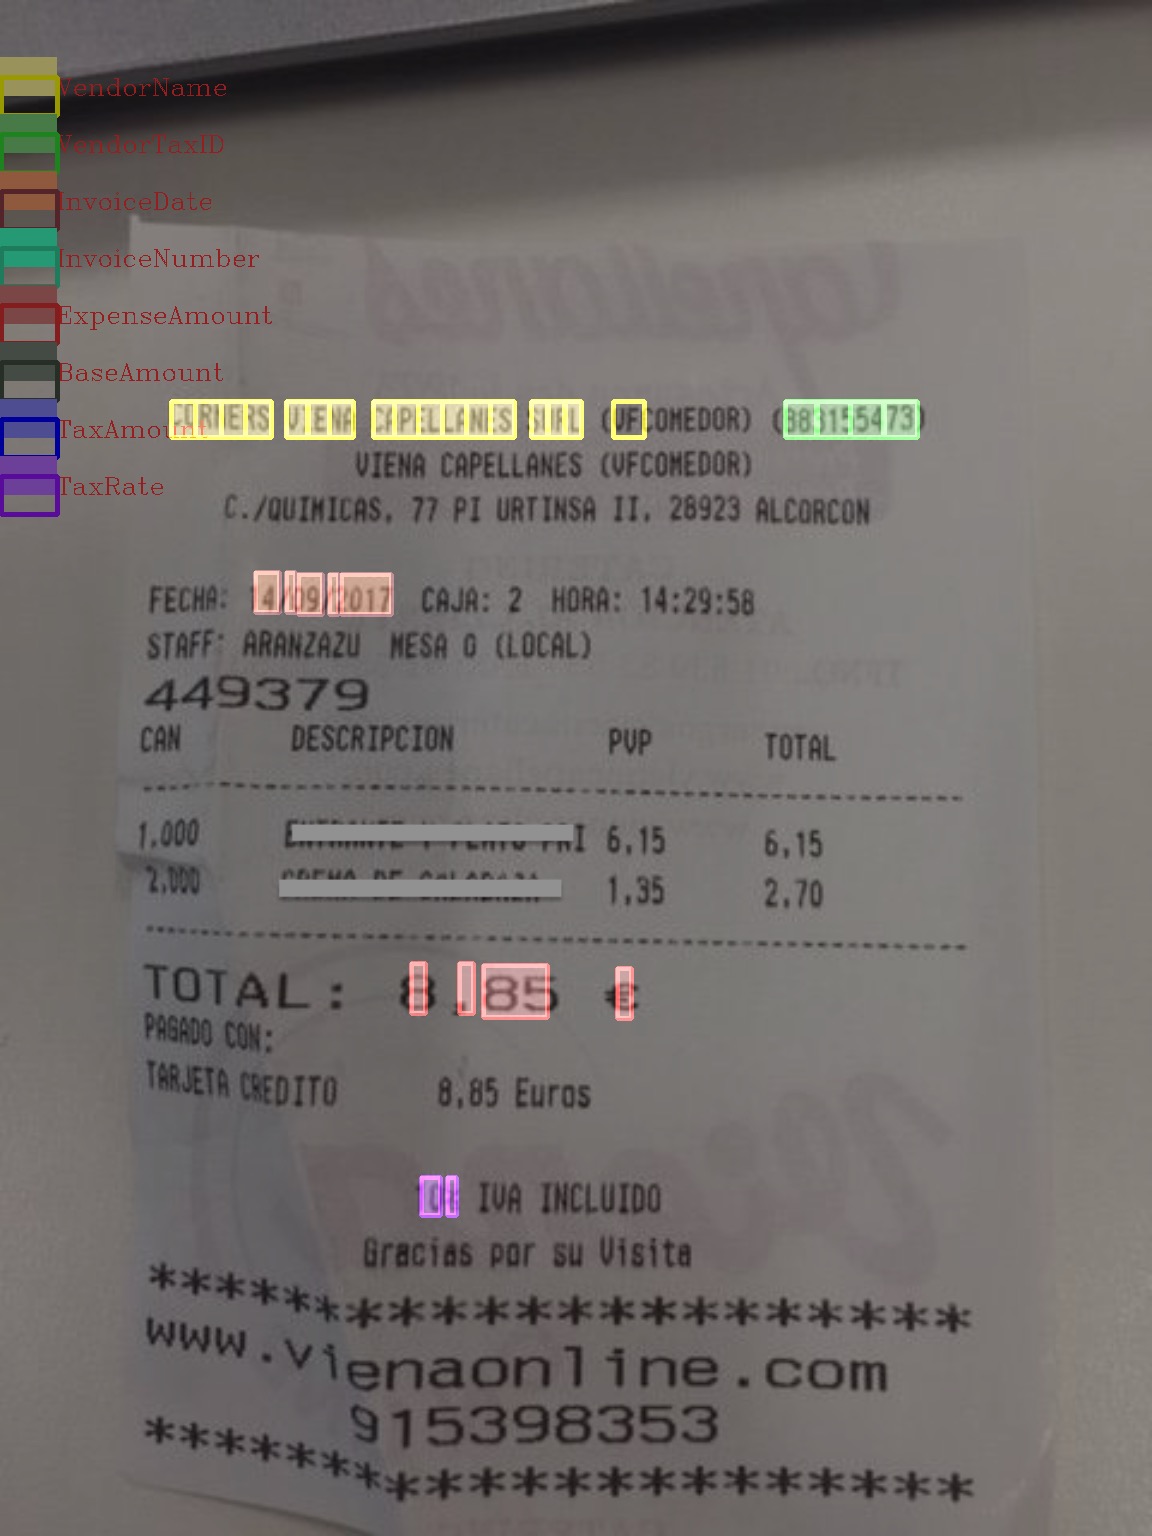 VendorName
VendorTaxID
InvoiceDate
InvoiceNumber
ExpenseAmount
BaseAmount
TaxAmount
TaxRate
CORNERS VIENA CAPELLANES SURL (VFCOMEDOR) (B83155473)
VIENA CAPELLANES (VFCOMEDOR)
C./QUIMICAS, 77 PI URTINSA II, 28923 ALCORCON
FECHA: 14/09/2017 CAJA: 2 HORA: 14:29:58
STAFF: ARANZAZU MESA 0 (LOCAL)
449379
CAN DESCRIPCION PVP TOTAL
1,000 6,15 6,15
2,000 1,35 2,70
TOTAL: 8,85 €
PAGADO CON:
TARJETA CREDITO 8,85 Euros
10% IVA INCLUIDO
Gracias por su Visita
********************
www.vienaonline.com
915398353
********************